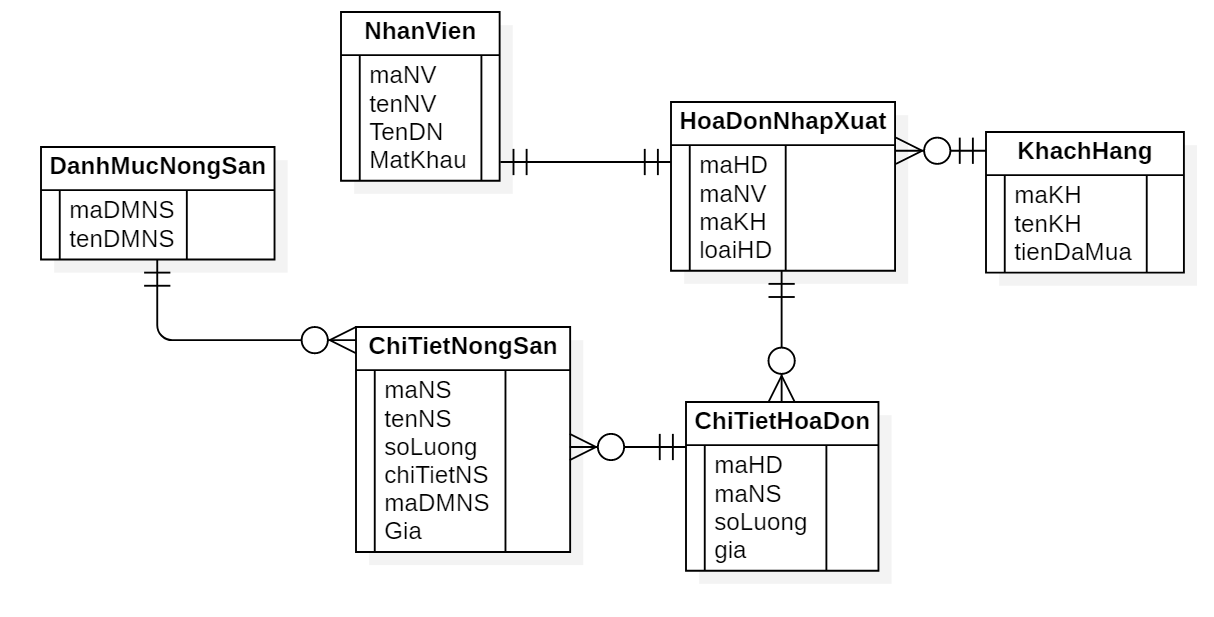 NhanVien
maNV
tenNV
TenDN
MatKhau
HoaDonNhapXuat
maHD
maNV
maKH
loaiHD
KhachHang
maKH
tenKH
tienDaMua
DanhMucNongSan
maDMNS
tenDMNS
ChiTietNongSan
maNS
tenNS
soLuong
chiTietNS
maDMNS
Gia
ChiTietHoaDon
maHD
maNS
soLuong
gia